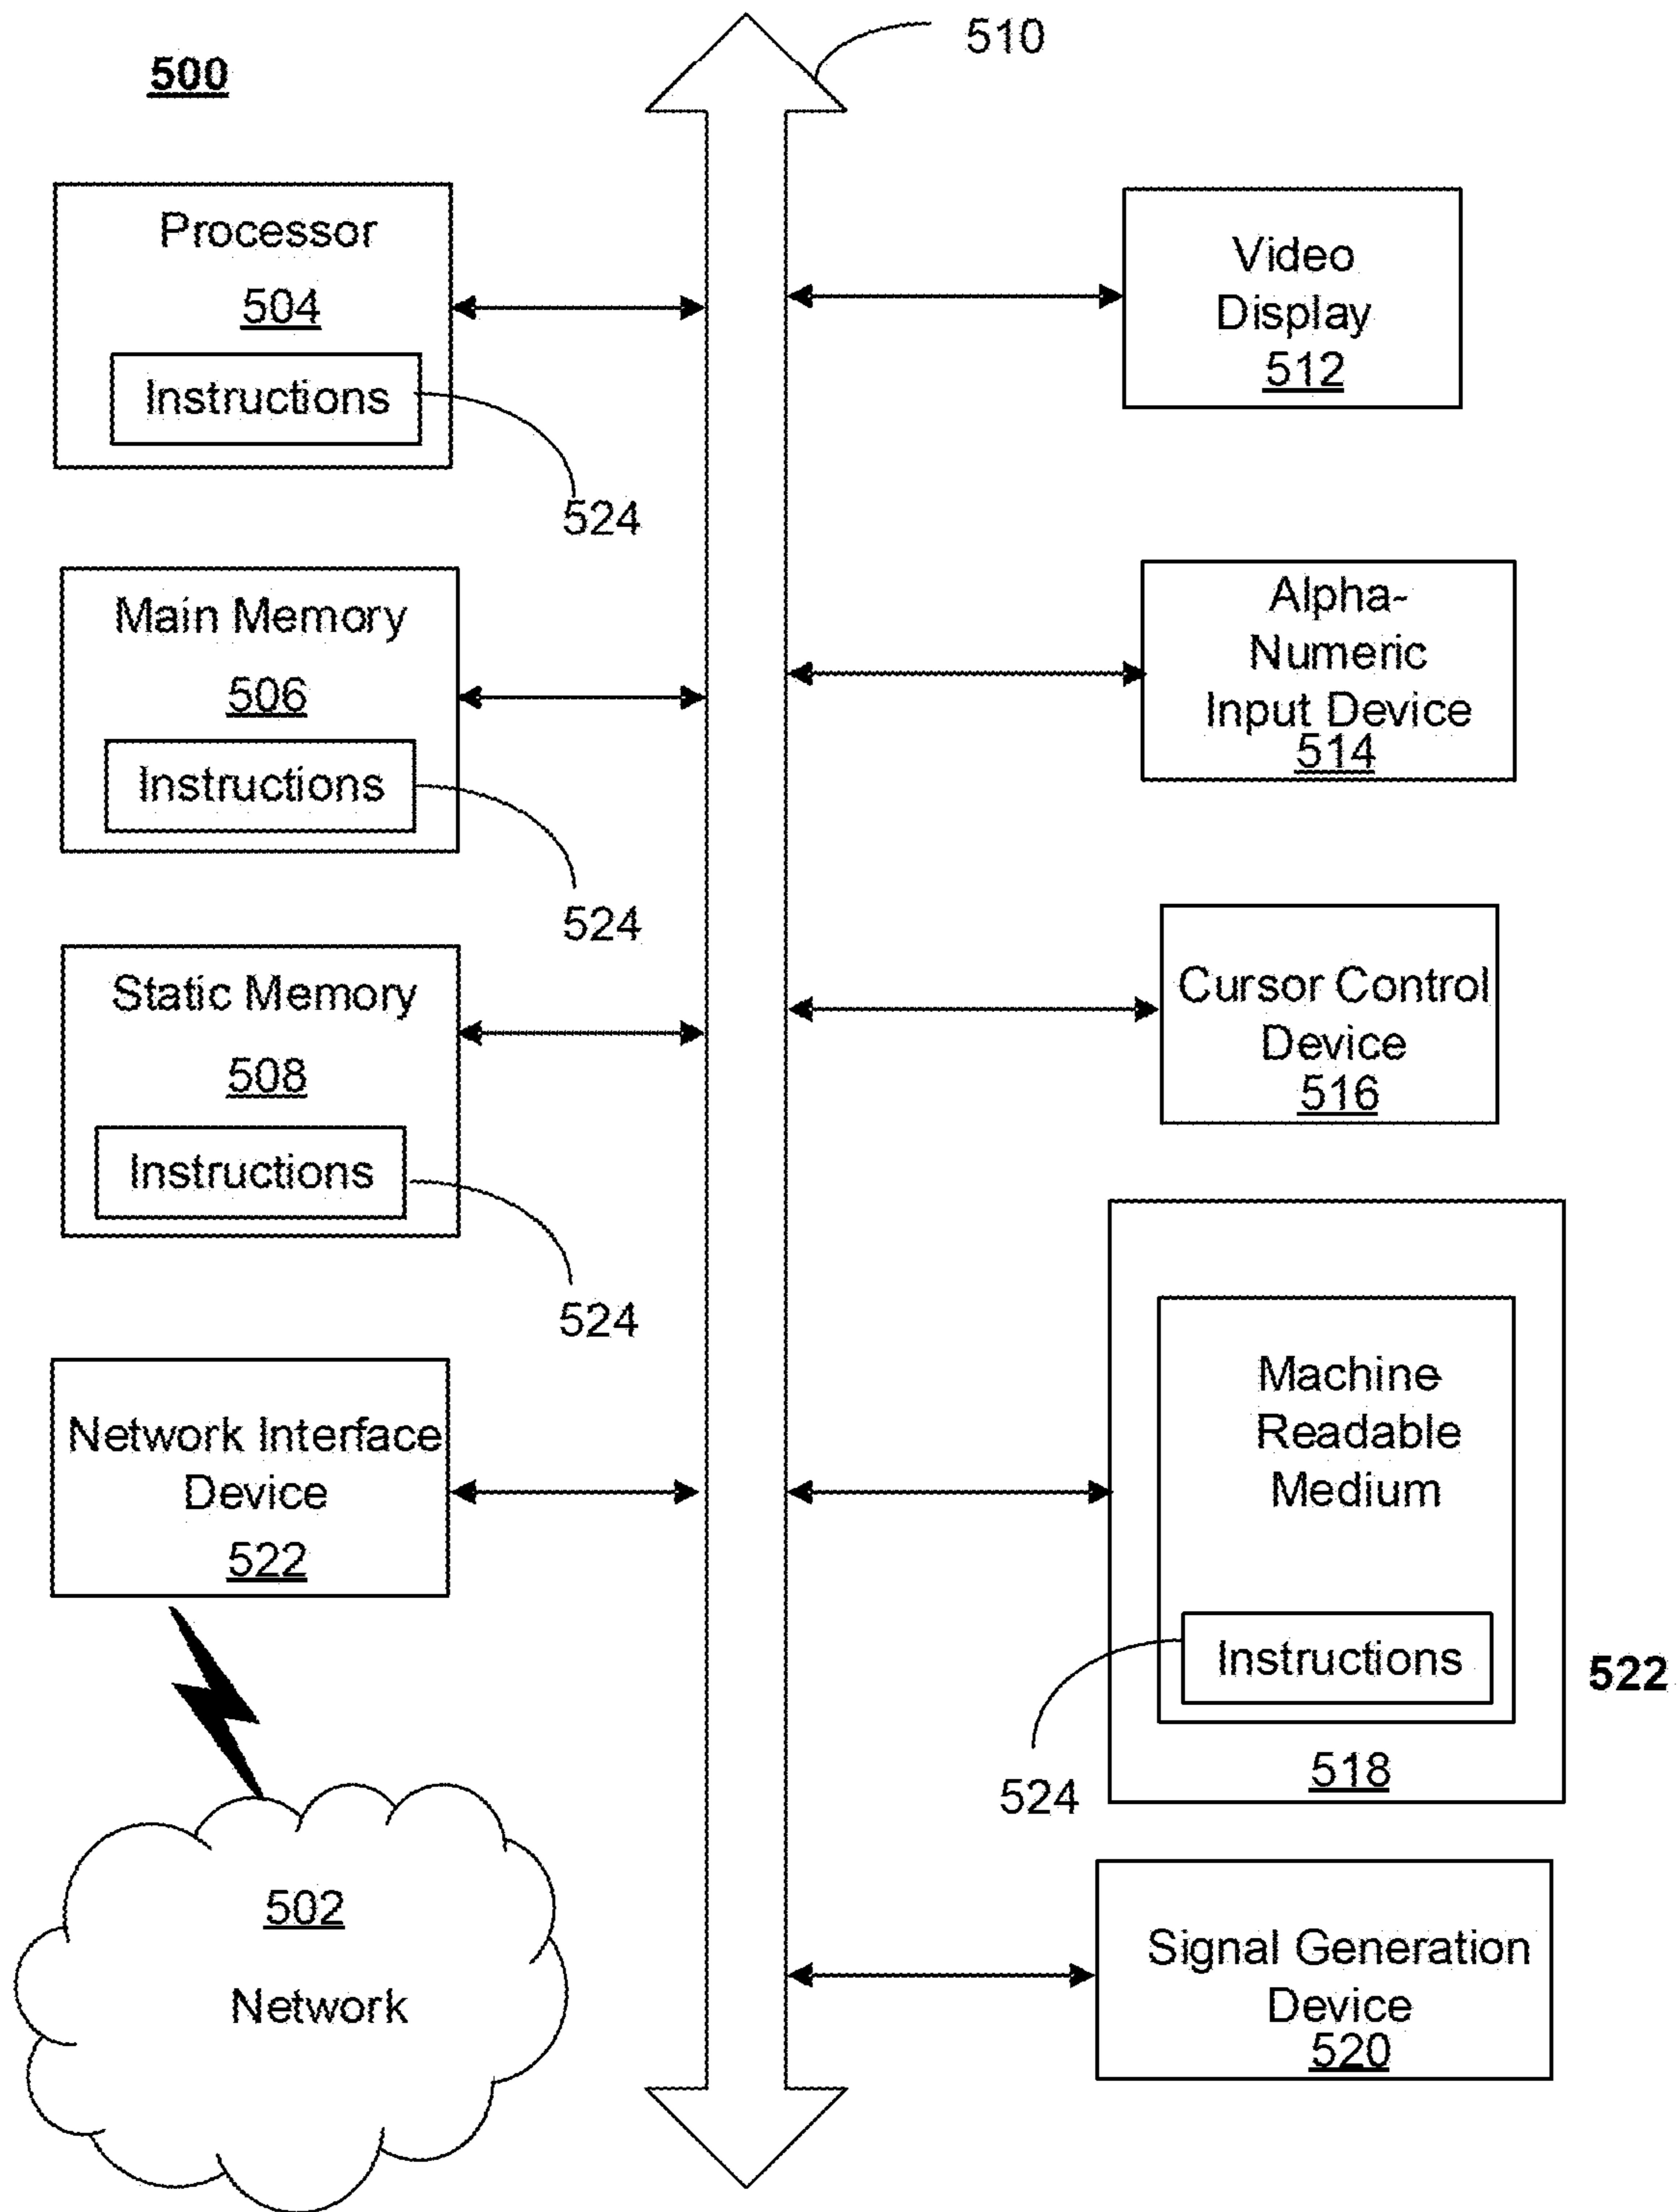 510
500
Processor
504
Instructions
524
Main Memory
506
Instructions
524
Static Memory
508
Instructions
524
Network Interface
Device
522
502
Network
Video
Display
512
Alpha-
Numeric
Input Device
514
Cursor Control
Device
516
Machine
Readable
Medium
Instructions
522
524
518
Signal Generation
Device
520